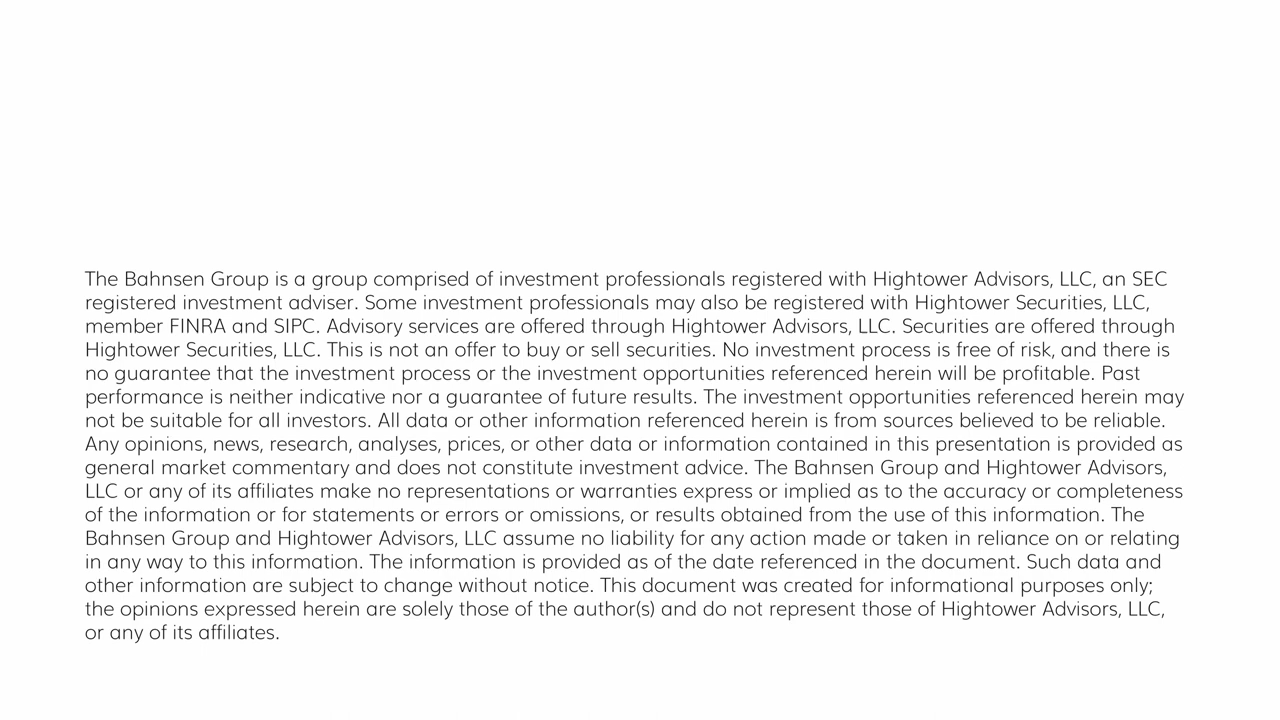 The Bahnsen Group is a group comprised of investment professionals registered with Hightower Advisors, LLC, an SEC
registered investment adviser. Some investment professionals may also be registered with Hightower Securities, LLC,
member FINRA and SIPC. Advisory services are offered through Hightower Advisors, LLC. Securities are offered through
Hightower Securities, LLC. This is not an offer to buy or sell securities. No investment process is free of risk, and there is
no guarantee that the investment process or the investment opportunities referenced herein will be profitable. Past
performance is neither indicative nor a guarantee of future results. The investment opportunities referenced herein may
not be suitable for all investors. All data or other information referenced herein is from sources believed to be reliable.
Any opinions, news, research, analyses, prices, or other data or information contained in this presentation is provided as
general market commentary and does not constitute investment advice. The Bahnsen Group and Hightower Advisors,
LLC or any of its affiliates make no representations or warranties express or implied as to the accuracy or completeness
of the information or for statements or errors or omissions, or results obtained from the use of this information. The
Bahnsen Group and Hightower Advisors, LLC assume no liability for any action made or taken in reliance on or relating
in any way to this information. The information is provided as of the date referenced in the document. Such data and
other information are subject to change without notice. This document was created for informational purposes only;
the opinions expressed herein are solely those of the author(s) and do not represent those of Hightower Advisors, LLC,
or any of its affiliates.